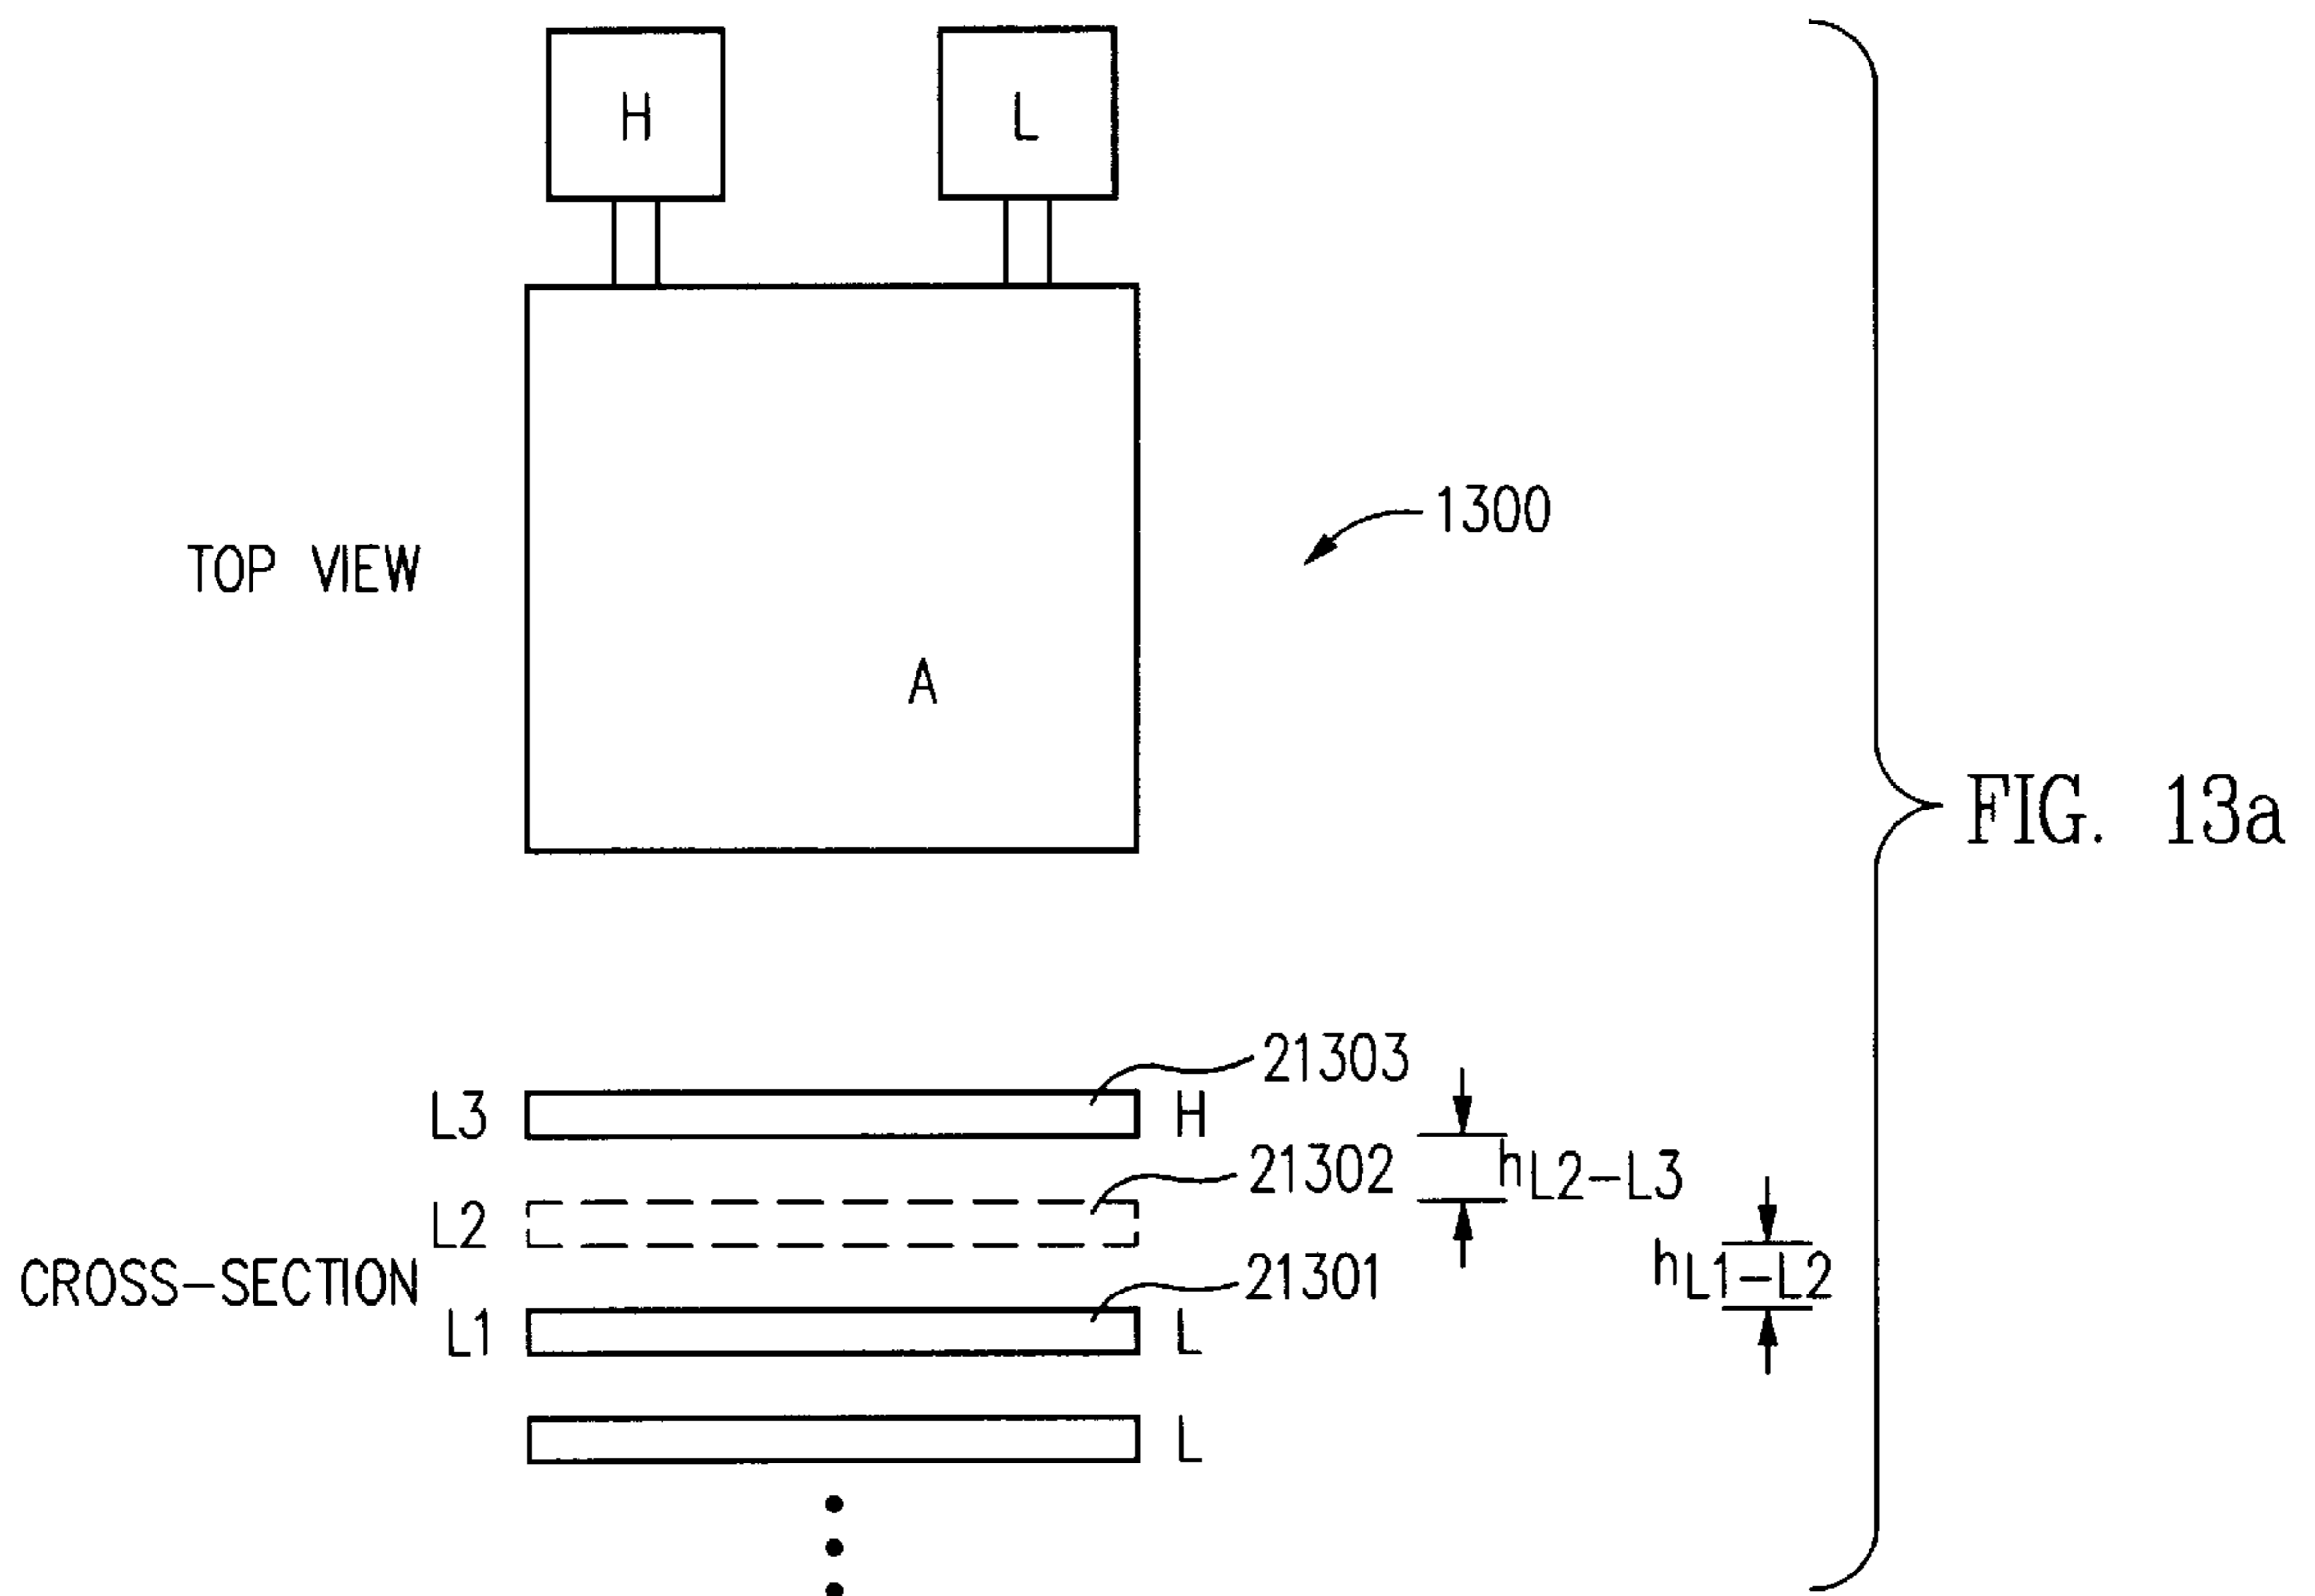 H
L
1300
TOP VIEW
A
FIG. 13a
21303
L3
H
21302
hL2-L3
L2
21301
hL1-L2
CROSS-SECTION
L1
L
L